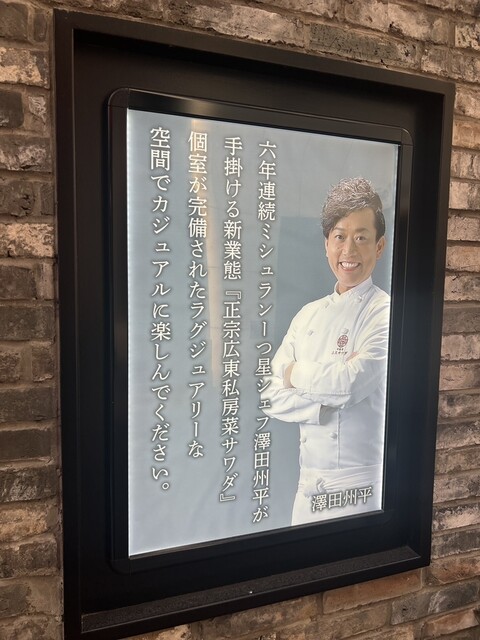 六年連続ミシュラン一つ星シェフ澤田州平が
手掛ける新業態『正宗広東私房菜サワダ』
個室が完備されたラグジュアリーな
空間でカジュアルに楽しんでください。
澤田州平